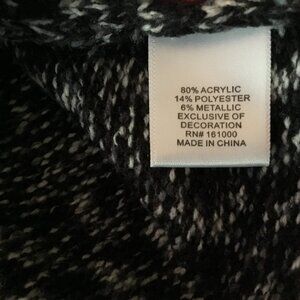 80% ACRYLIC
14% POLYESTER
6% METALLIC
EXCLUSIVE OF
DECORATION
RN# 161000
MADE IN CHINA